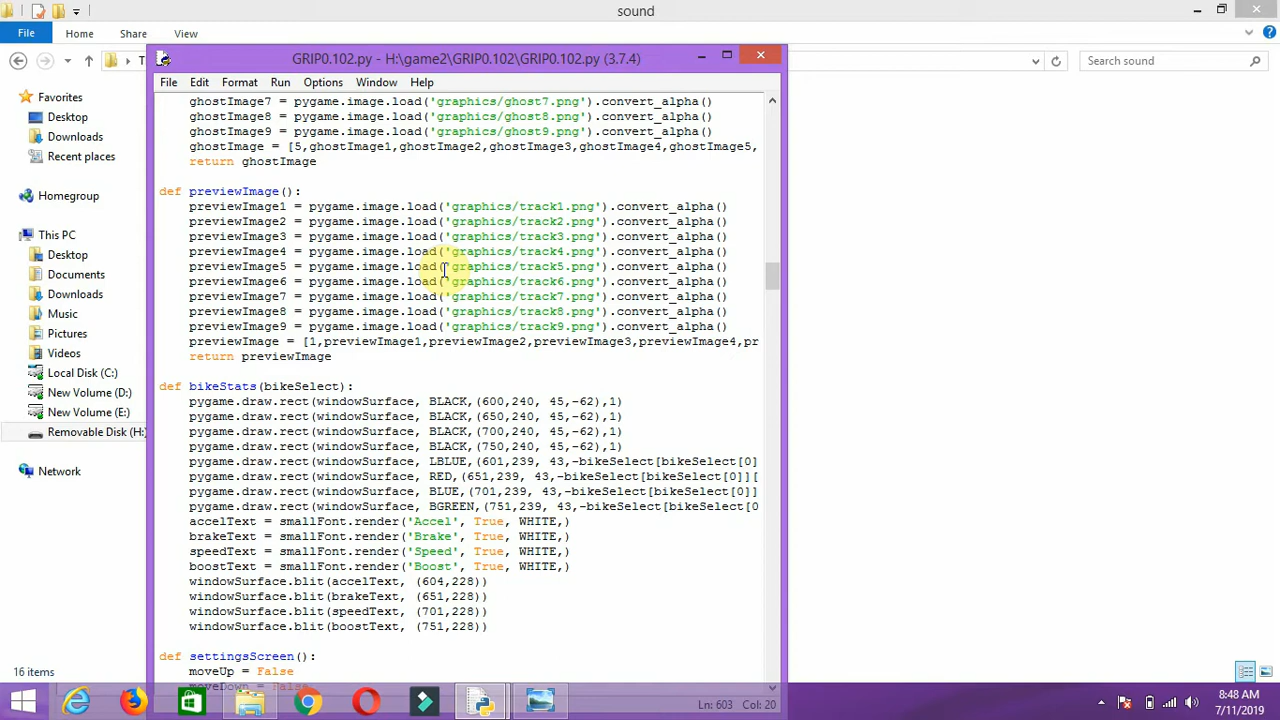 sound
File
Home
Share
View
Search sound
Favorites
Desktop
Downloads
Recent places
Homegroup
This PC
Desktop
Documents
Downloads
Music
Pictures
Videos
Local Disk (C:)
New Volume (D:)
New Volume (E:)
Removable Disk (H:)
Network
16 items
GRIP0.102.py - H:\game2\GRIP0.102\GRIP0.102.py (3.7.4)
File Edit Format Run Options Window Help
ghostImage7 = pygame.image.load('graphics/ghost7.png').convert_alpha()
ghostImage8 = pygame.image.load('graphics/ghost8.png').convert_alpha()
ghostImage9 = pygame.image.load('graphics/ghost9.png').convert_alpha()
ghostImage = [5,ghostImage1,ghostImage2,ghostImage3,ghostImage4,ghostImage5,
return ghostImage
def previewImage():
previewImage1 = pygame.image.load('graphics/track1.png').convert_alpha()
previewImage2 = pygame.image.load('graphics/track2.png').convert_alpha()
previewImage3 = pygame.image.load('graphics/track3.png').convert_alpha()
previewImage4 = pygame.image.load('graphics/track4.png').convert_alpha()
previewImage5 = pygame.image.load('graphics/track5.png').convert_alpha()
previewImage6 = pygame.image.load('graphics/track6.png').convert_alpha()
previewImage7 = pygame.image.load('graphics/track7.png').convert_alpha()
previewImage8 = pygame.image.load('graphics/track8.png').convert_alpha()
previewImage9 = pygame.image.load('graphics/track9.png').convert_alpha()
previewImage = [1,previewImage1,previewImage2,previewImage3,previewImage4,pr
return previewImage
def bikeStats(bikeSelect):
pygame.draw.rect(windowSurface, BLACK,(600,240, 45,-62),1)
pygame.draw.rect(windowSurface, BLACK,(650,240, 45,-62),1)
pygame.draw.rect(windowSurface, BLACK,(700,240, 45,-62),1)
pygame.draw.rect(windowSurface, BLACK,(750,240, 45,-62),1)
pygame.draw.rect(windowSurface, LBLUE,(601,239, 43,-bikeSelect[bikeSelect[0]
pygame.draw.rect(windowSurface, RED,(651,239, 43,-bikeSelect[bikeSelect[0]][
pygame.draw.rect(windowSurface, BLUE,(701,239, 43,-bikeSelect[bikeSelect[0]]
pygame.draw.rect(windowSurface, BGREEN,(751,239, 43,-bikeSelect[bikeSelect[0
accelText = smallFont.render('Accel', True, WHITE,)
brakeText = smallFont.render('Brake', True, WHITE,)
speedText = smallFont.render('Speed', True, WHITE,)
boostText = smallFont.render('Boost', True, WHITE,)
windowSurface.blit(accelText, (604,228))
windowSurface.blit(brakeText, (651,228))
windowSurface.blit(speedText, (701,228))
windowSurface.blit(boostText, (751,228))
def settingsScreen():
moveUp = False
moveDown = False
Ln: 603 Col: 20
8:48 AM
7/11/2019